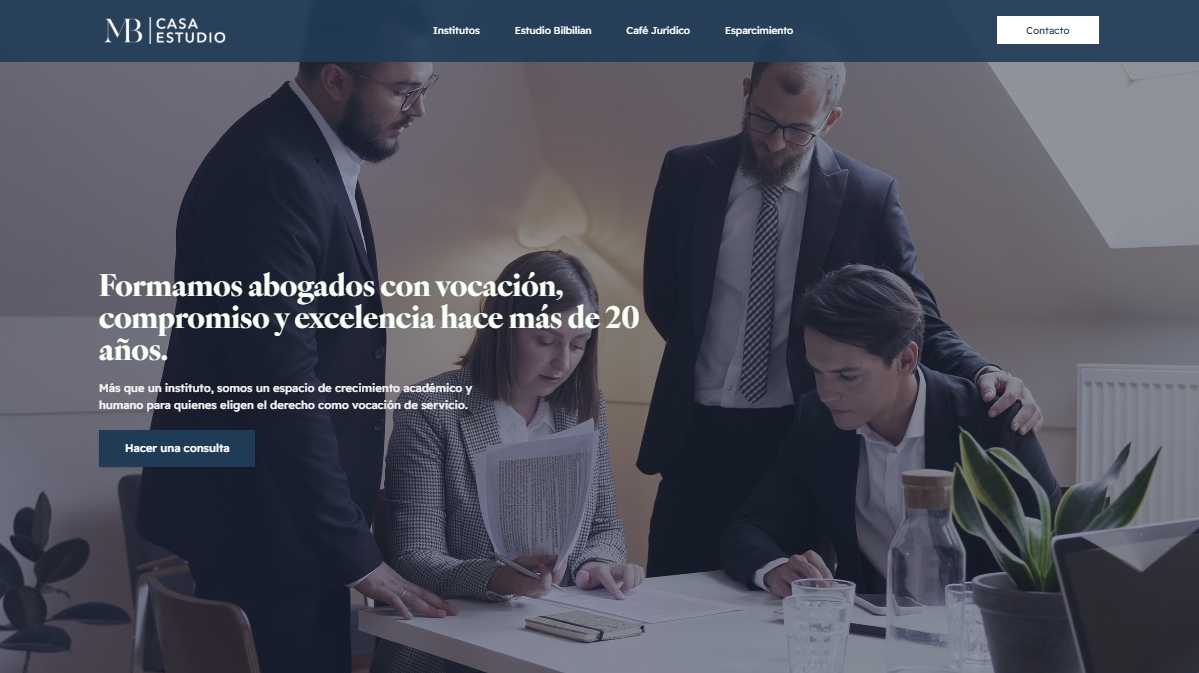 MB CASA
ESTUDIO
Institutos
Estudio Bilbilian
Café Jurídico
Esparcimiento
Contacto
Formamos abogados con vocación,
compromiso y excelencia hace más de 20
años.
Más que un instituto, somos un espacio de crecimiento académico y
humano para quienes eligen el derecho como vocación de servicio.
Hacer una consulta